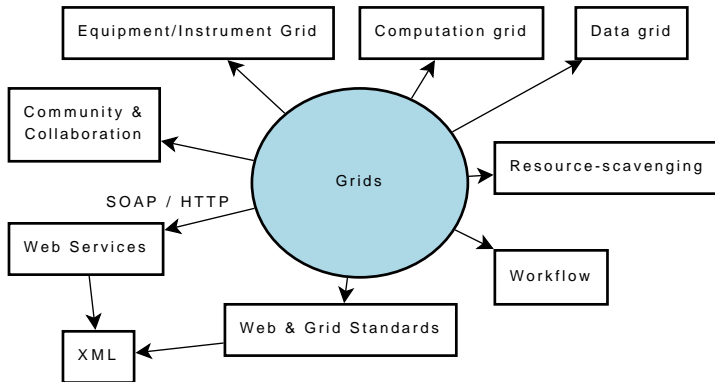 Equipment/Instrument Grid
Computation grid
Data grid
Community &
Collaboration
Resource-scavenging
Grids
SOAP / HTTP
Web Services
Workflow
Web & Grid Standards
XML